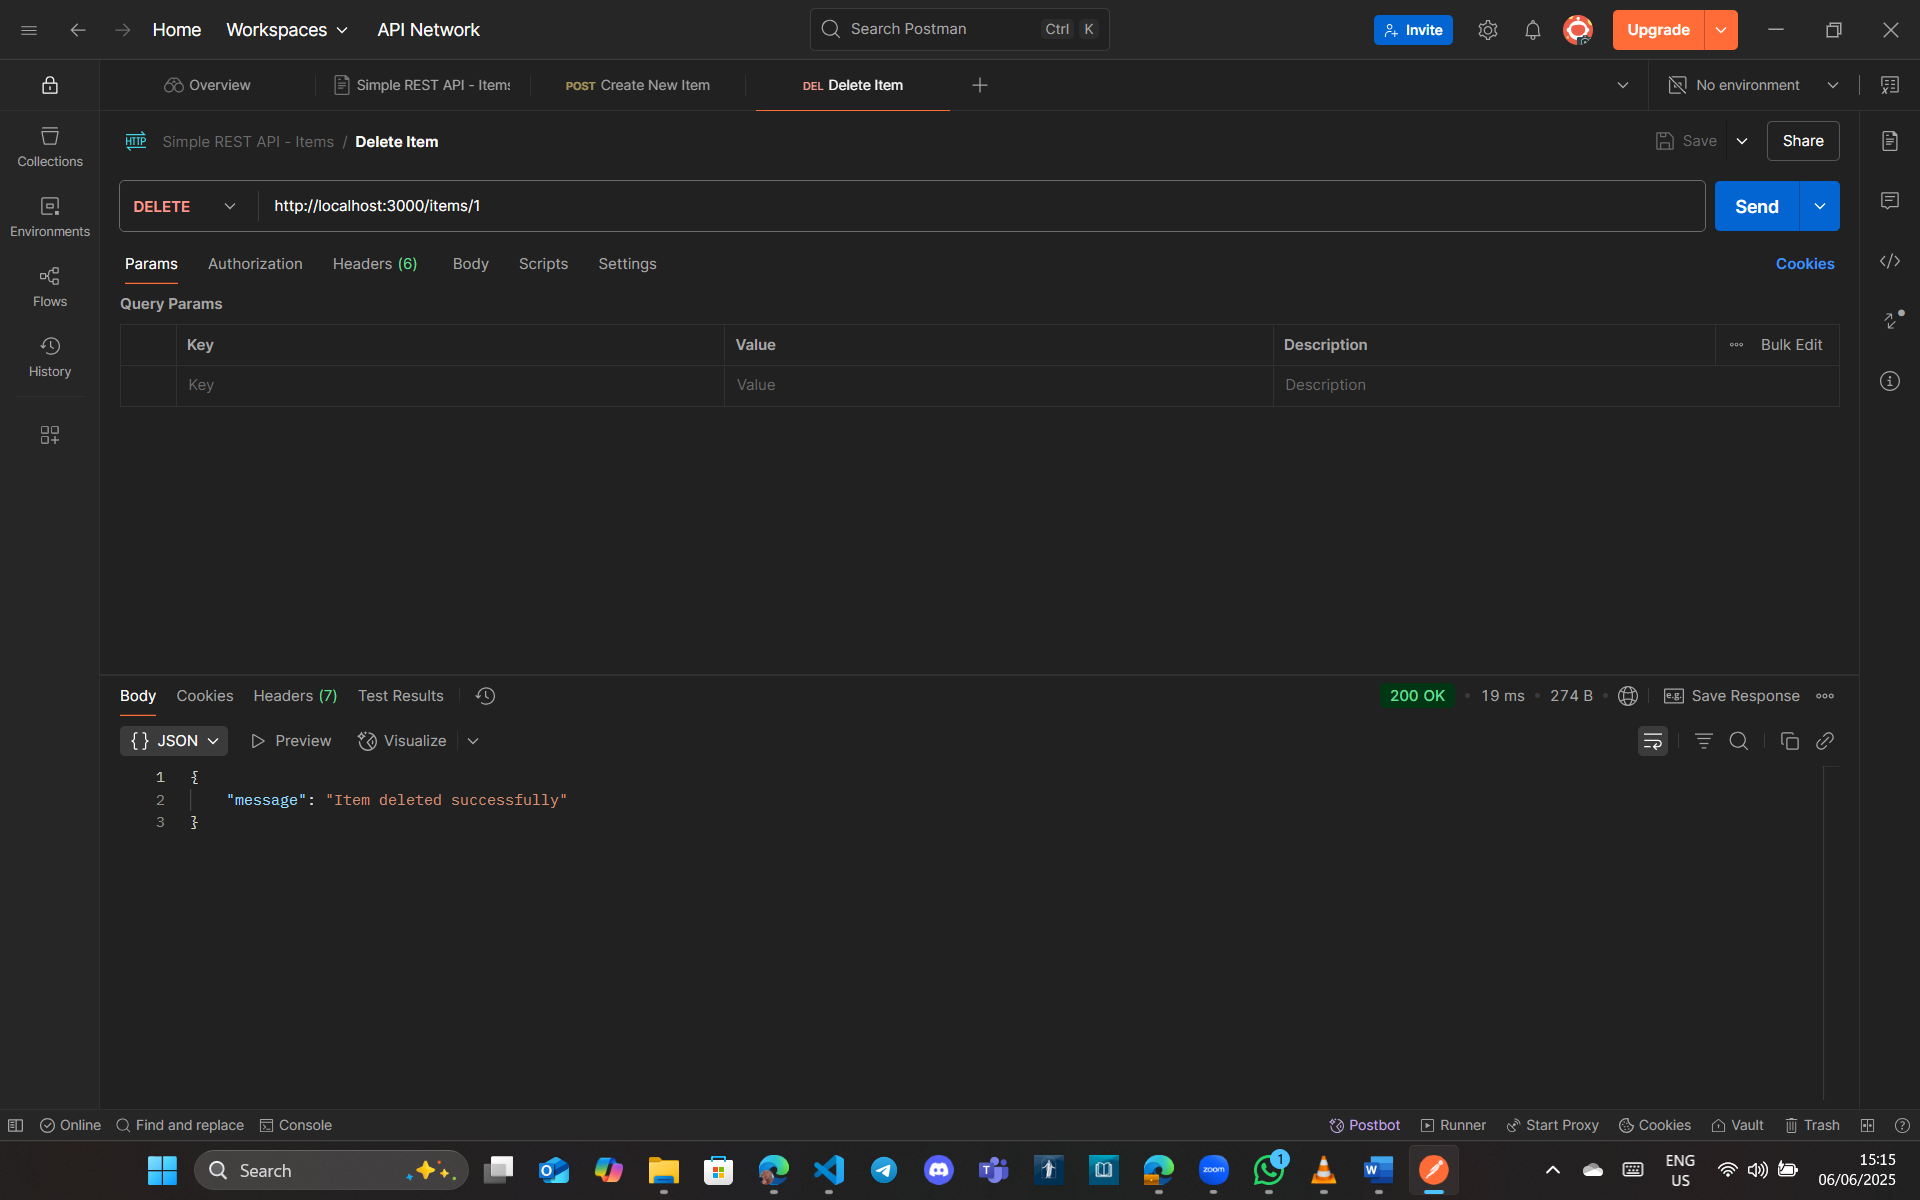 Home Workspaces API Network Search Postman Ctrl K Invite Upgrade
Overview Simple REST API - Items POST Create New Item DEL Delete Item No environment
Collections
Environments
Flows
History
HTTP Simple REST API - Items / Delete Item Save Share
DELETE http://localhost:3000/items/1 Send
Params Authorization Headers (6) Body Scripts Settings Cookies
Query Params
Key Value Description Bulk Edit
Key Value Description
Body Cookies Headers (7) Test Results 200 OK 19 ms 274 B e.g. Save Response
{} JSON Preview Visualize
1 {
2 "message": "Item deleted successfully"
3 }
Online Find and replace Console Postbot Runner Start Proxy Cookies Vault Trash
Search zoom 1 ENG 15:15
US 06/06/2025